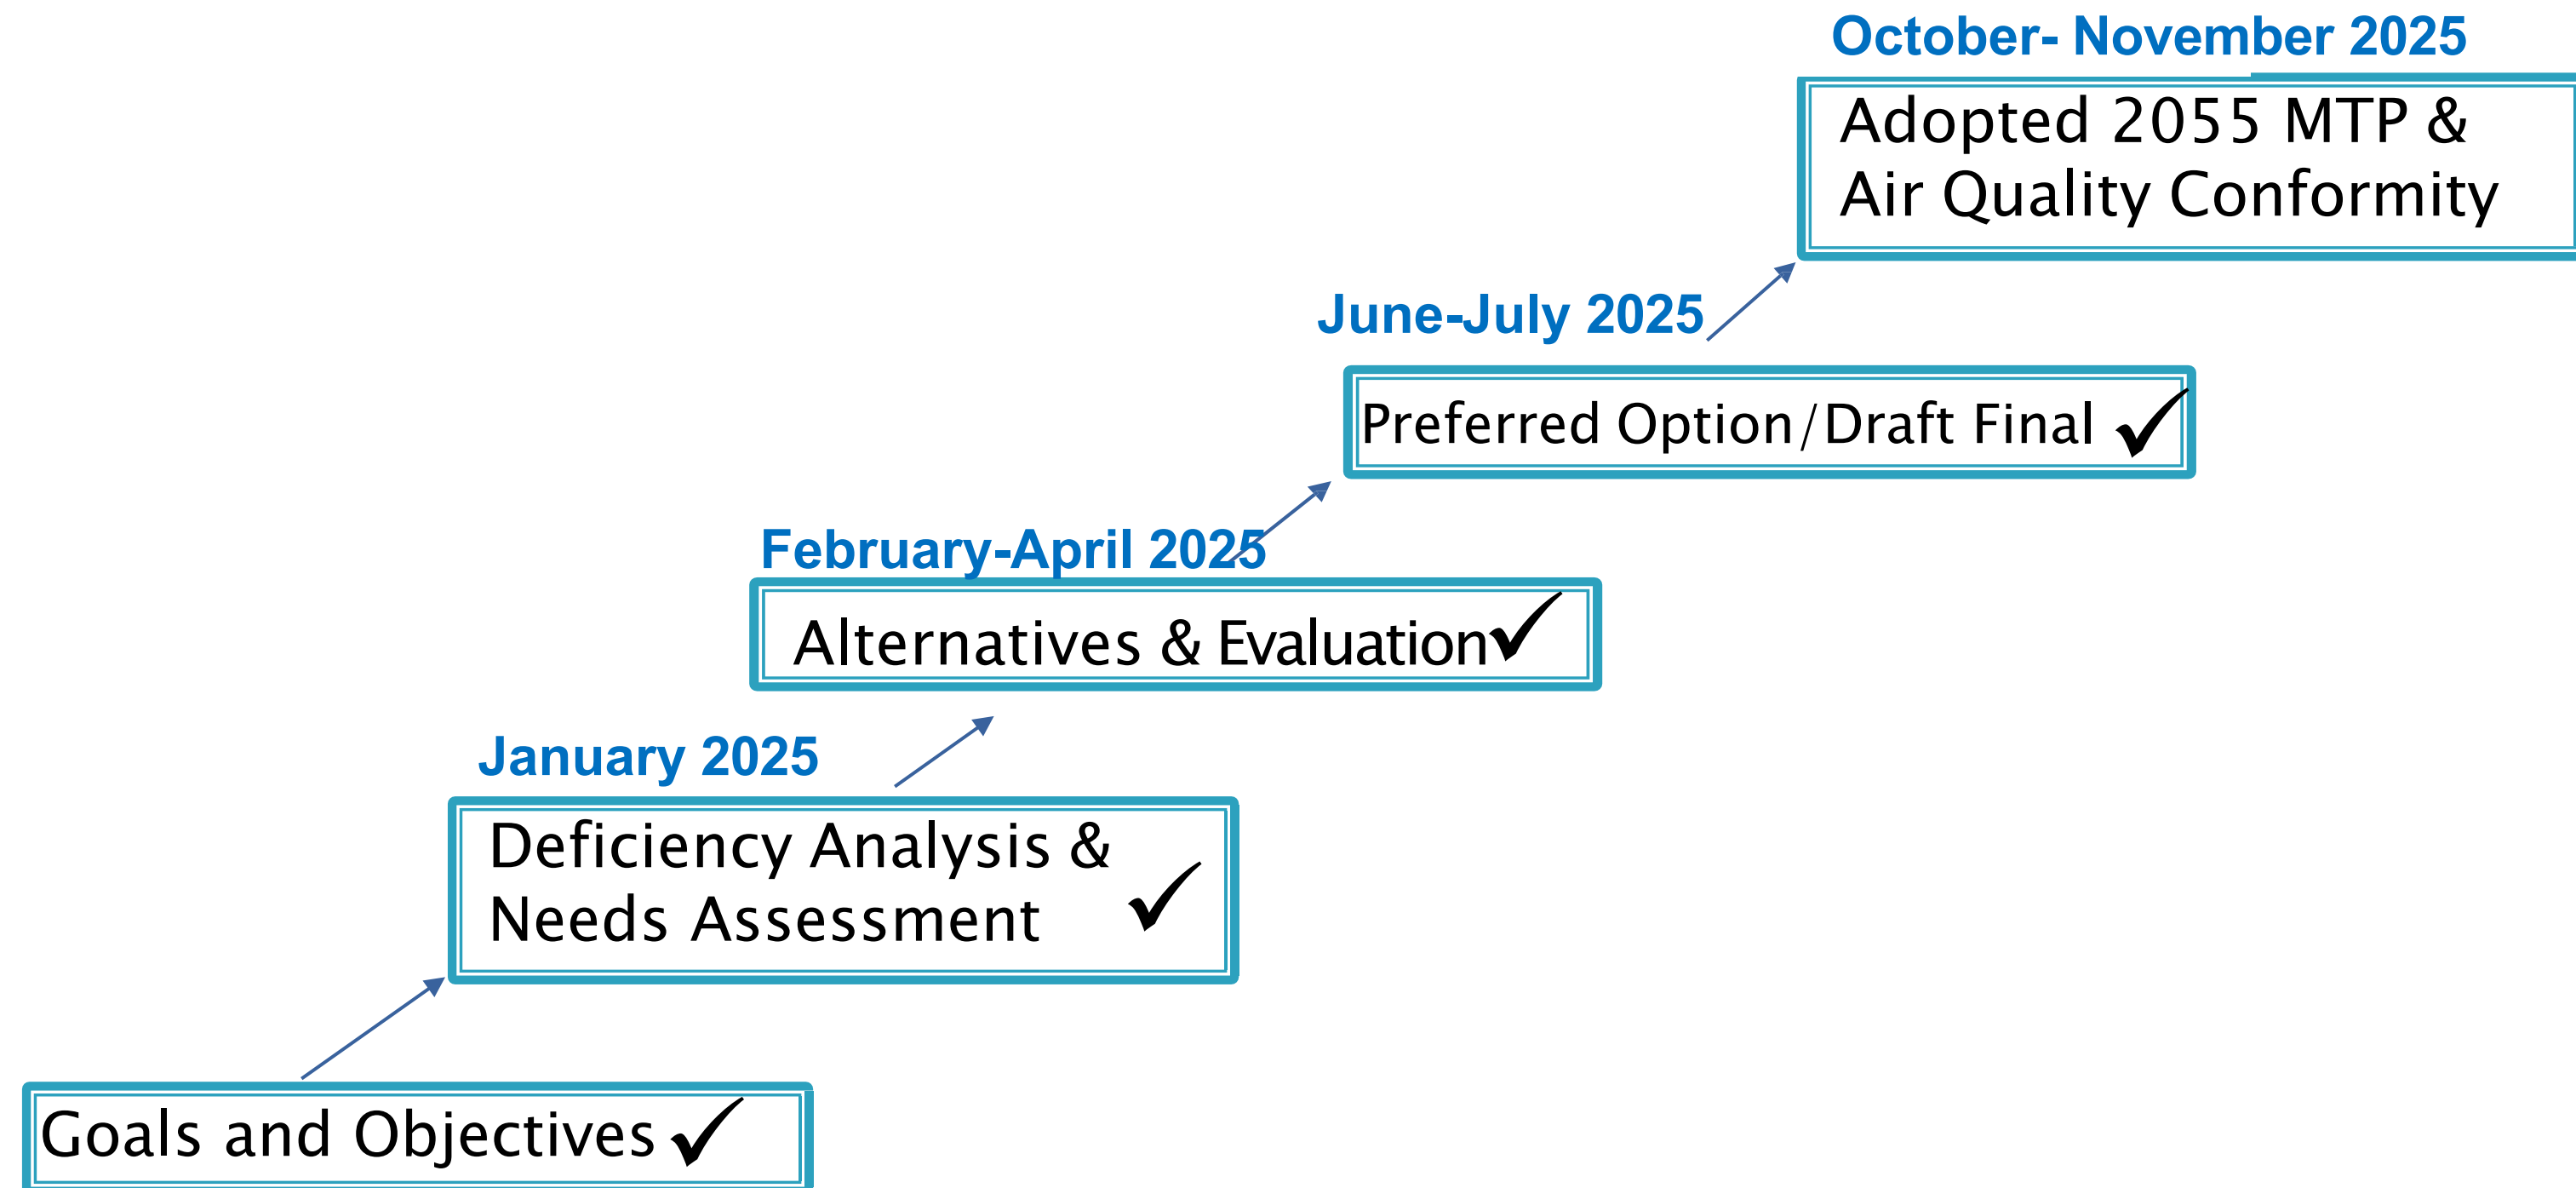 October- November 2025
Adopted 2055 MTP &
Air Quality Conformity
June-July 2025
Preferred Option/Draft Final
February-April 2025
Alternatives & Evaluation
January 2025
Deficiency Analysis &
Needs Assessment
Goals and Objectives